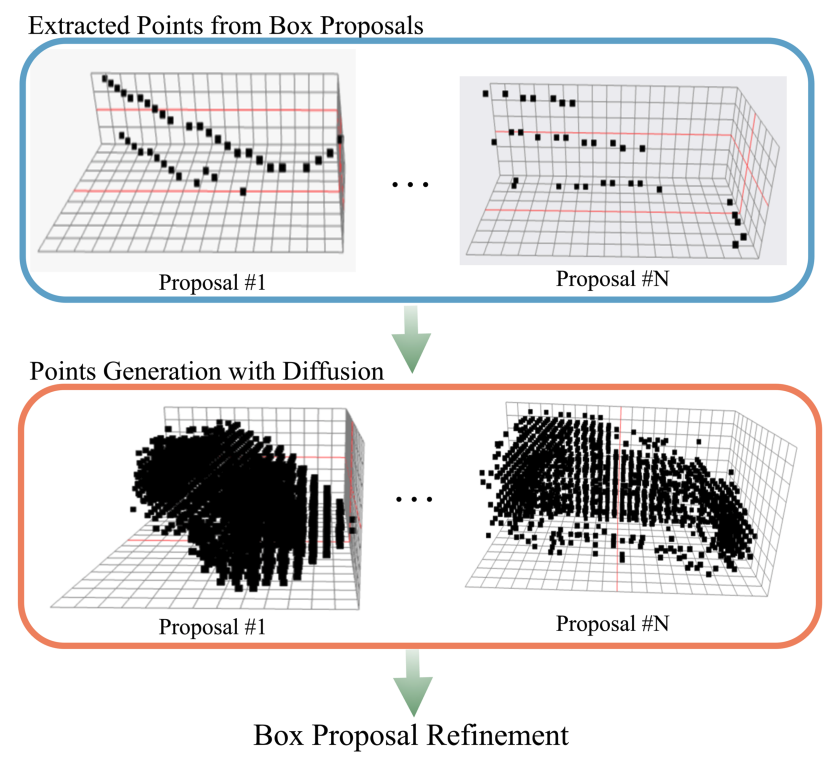 Extracted Points from Box Proposals
...
Proposal #1
Proposal #N
Points Generation with Diffusion
...
Proposal #1
Proposal #N
Box Proposal Refinement